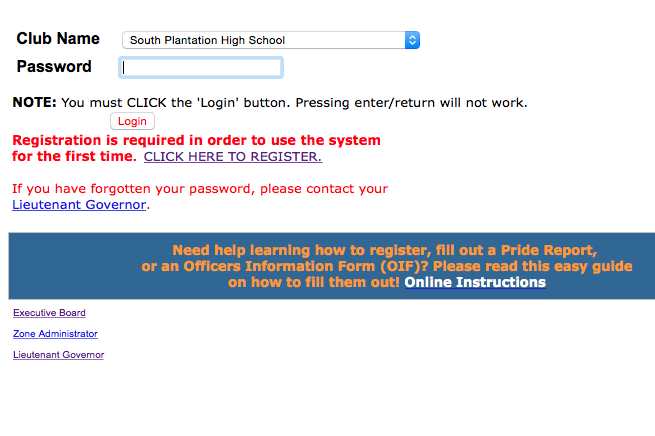 Club Name South Plantation High School
Password
NOTE: You must CLICK the 'Login' button. Pressing enter/return will not work.
Login
Registration is required in order to use the system
for the first time. CLICK HERE TO REGISTER.
If you have forgotten your password, please contact your
Lieutenant Governor.
Need help learning how to register, fill out a Pride Report,
or an Officers Information Form (OIF)? Please read this easy guide
on how to fill them out! Online Instructions
Executive Board
Zone Administrator
Lieutenant Governor